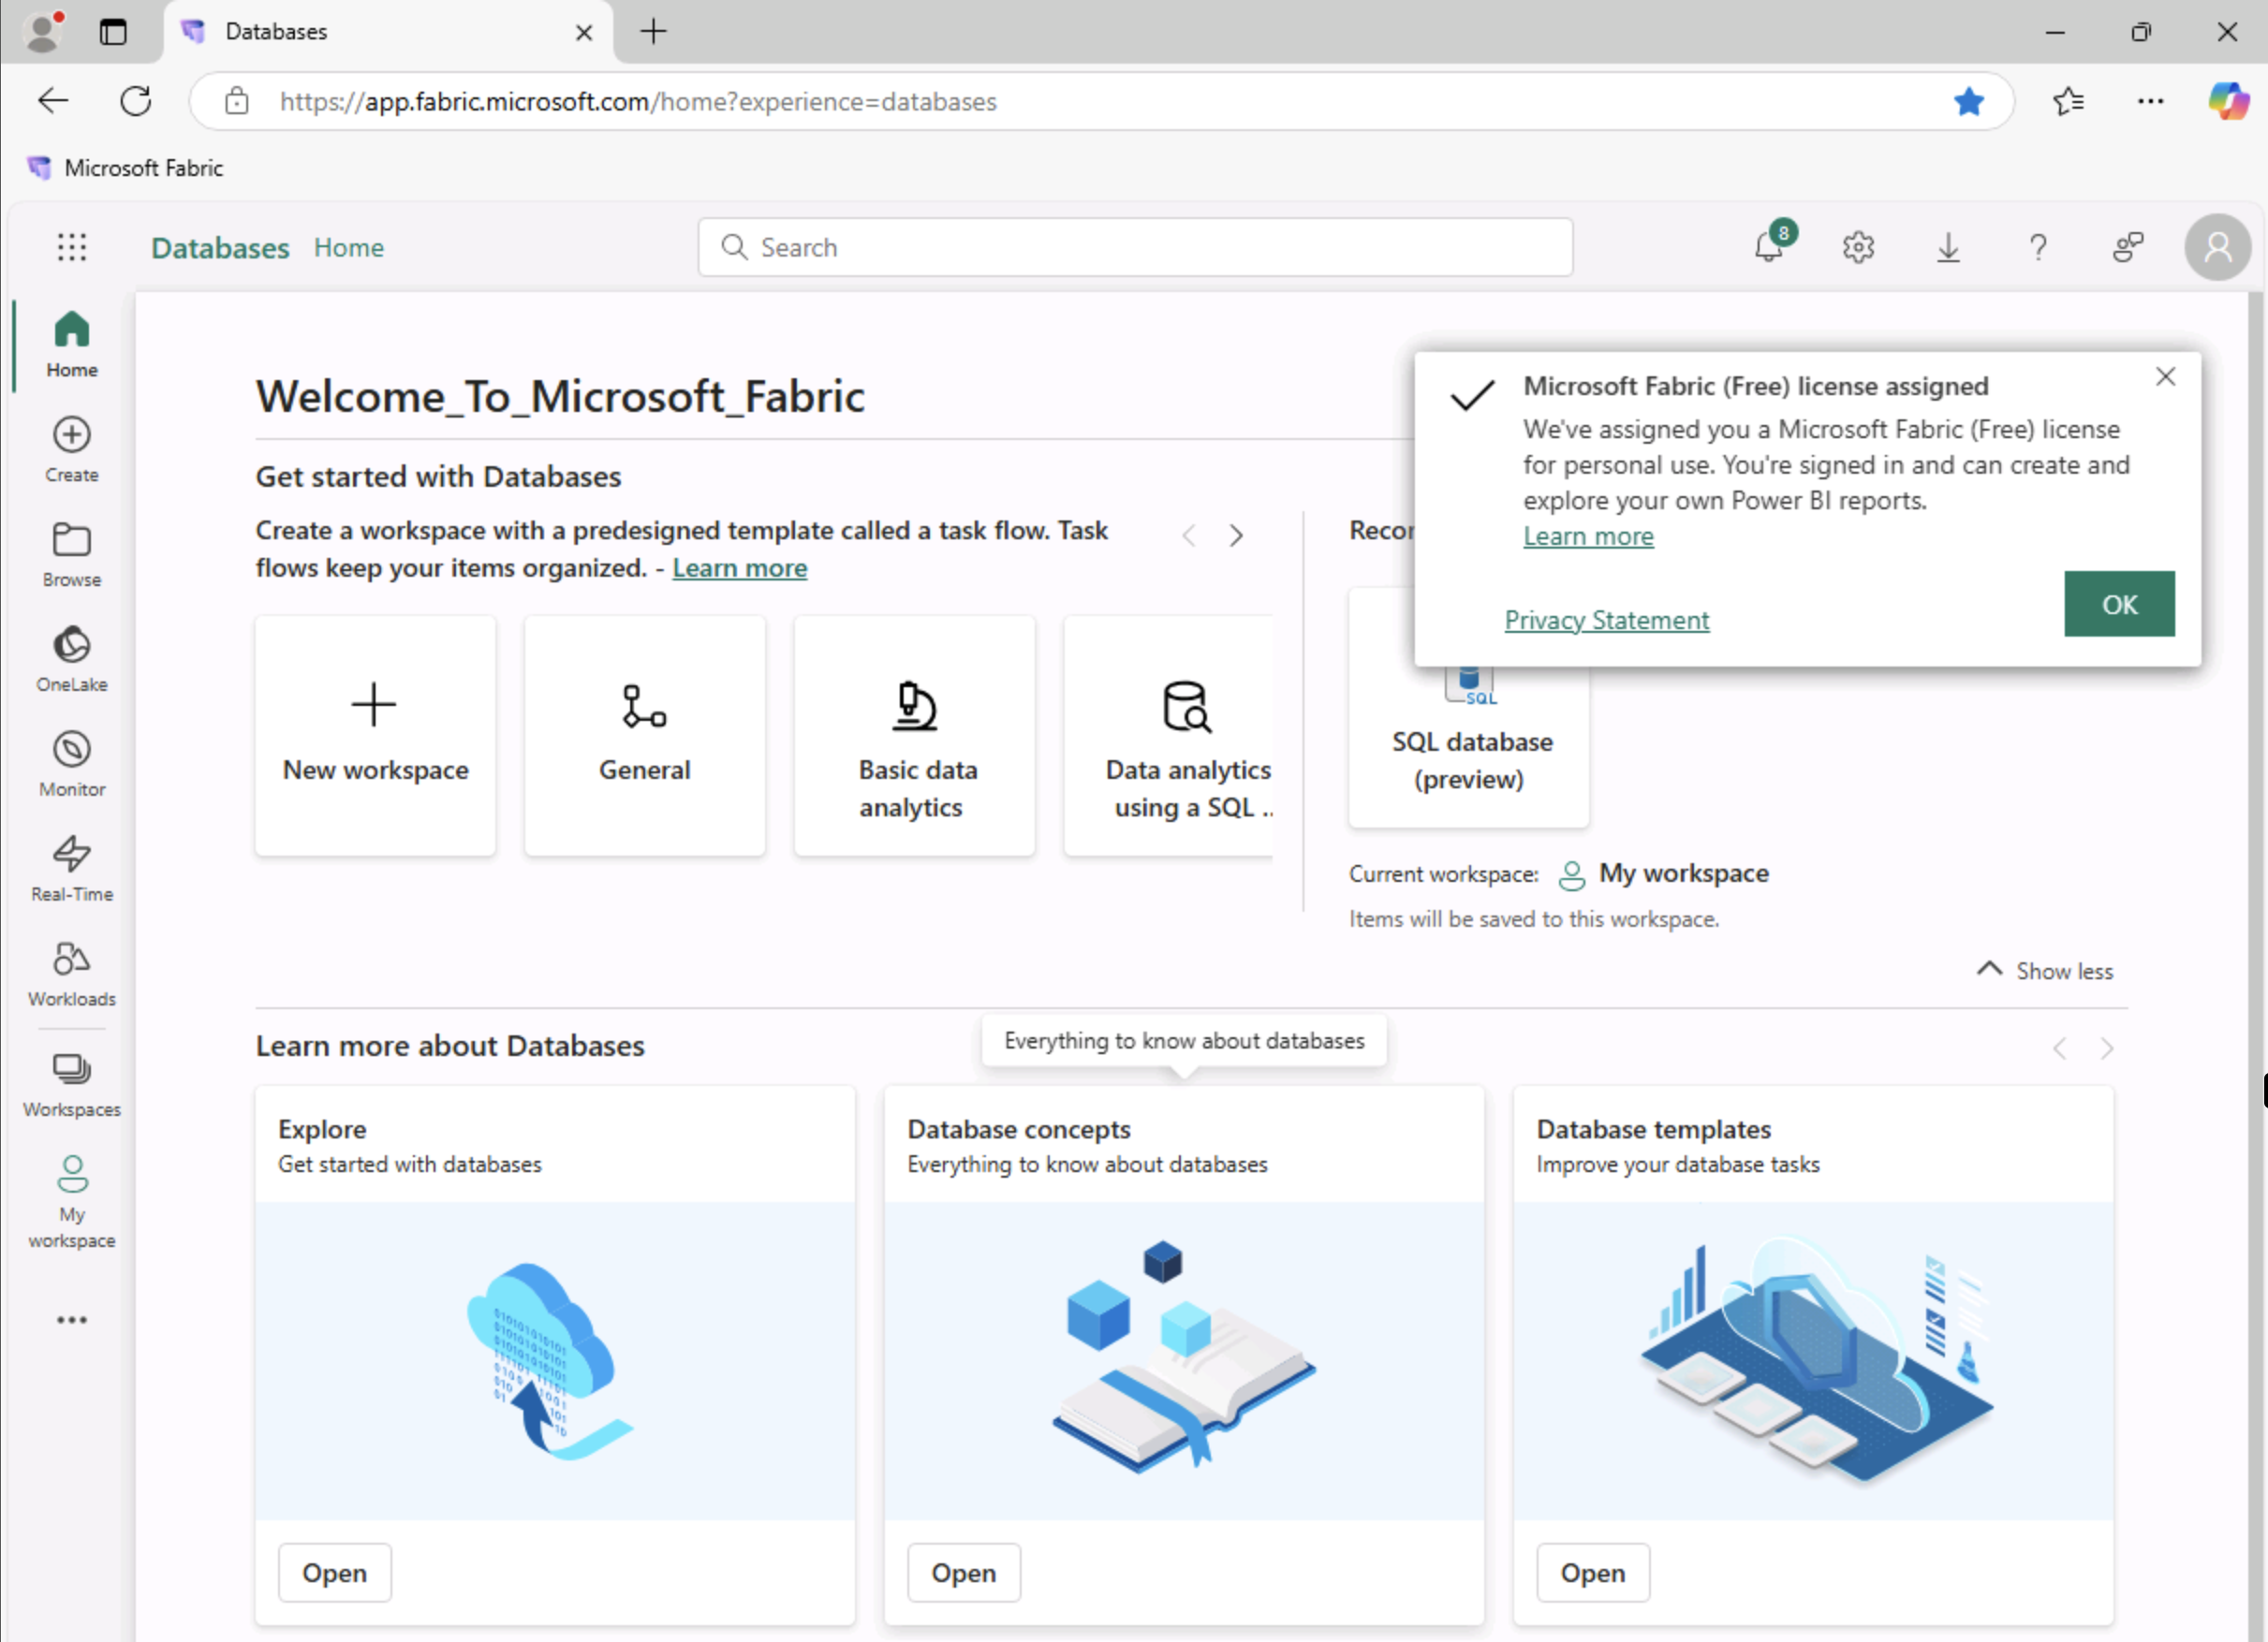 Databases
https://app.fabric.microsoft.com/home?experience=databases
Microsoft Fabric
Databases Home
Search
8
Home
Create
Browse
OneLake
Monitor
Real-Time
Workloads
Workspaces
My
workspace
Welcome_To_Microsoft_Fabric
Get started with Databases
Create a workspace with a predesigned template called a task flow. Task
flows keep your items organized. - Learn more
New workspace
General
Basic data
analytics
Data analytics
using a SQL ..
Recor
Microsoft Fabric (Free) license assigned
We've assigned you a Microsoft Fabric (Free) license
for personal use. You're signed in and can create and
explore your own Power BI reports.
Learn more
Privacy Statement
OK
SQL
SQL database
(preview)
Current workspace: My workspace
Items will be saved to this workspace.
Show less
Learn more about Databases
Everything to know about databases
Explore
Get started with databases
Open
Database concepts
Everything to know about databases
Open
Database templates
Improve your database tasks
Open